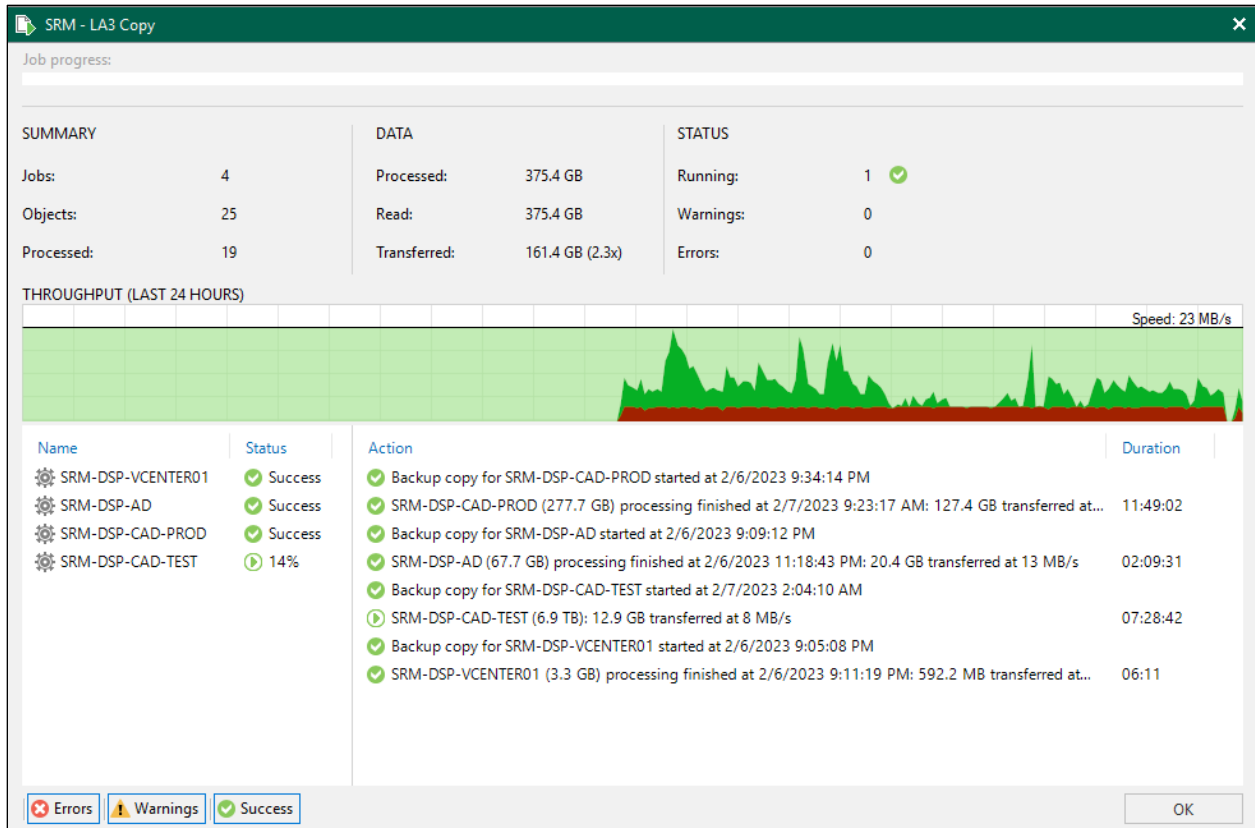 SRM - LA3 Copy
Job progress:
SUMMARY DATA STATUS
Jobs: 4 Processed: 375.4 GB Running: 1
Objects: 25 Read: 375.4 GB Warnings: 0
Processed: 19 Transferred: 161.4 GB (2.3x) Errors: 0
THROUGHPUT (LAST 24 HOURS)
Speed: 23 MB/s
Name Status Action Duration
SRM-DSP-VCENTER01 Success Backup copy for SRM-DSP-CAD-PROD started at 2/6/2023 9:34:14 PM
SRM-DSP-AD Success SRM-DSP-CAD-PROD (277.7 GB) processing finished at 2/7/2023 9:23:17 AM: 127.4 GB transferred at... 11:49:02
SRM-DSP-CAD-PROD Success Backup copy for SRM-DSP-AD started at 2/6/2023 9:09:12 PM
SRM-DSP-CAD-TEST 14% SRM-DSP-AD (67.7 GB) processing finished at 2/6/2023 11:18:43 PM: 20.4 GB transferred at 13 MB/s 02:09:31
Backup copy for SRM-DSP-CAD-TEST started at 2/7/2023 2:04:10 AM
SRM-DSP-CAD-TEST (6.9 TB): 12.9 GB transferred at 8 MB/s 07:28:42
Backup copy for SRM-DSP-VCENTER01 started at 2/6/2023 9:05:08 PM
SRM-DSP-VCENTER01 (3.3 GB) processing finished at 2/6/2023 9:11:19 PM: 592.2 MB transferred at... 06:11
Errors Warnings Success OK